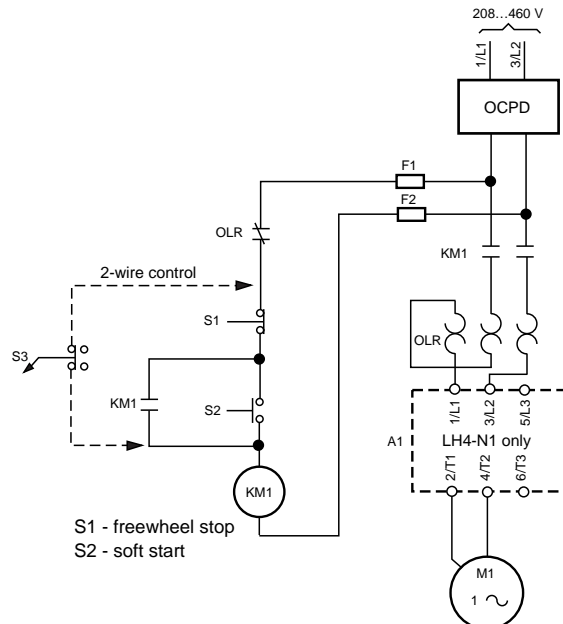 208...460 V
1/L1
3/L2
OCPD
F1
F2
OLR
KM1
2-wire control
S1
S3
OLR
KM1
S2
1/L1
3/L2
5/L3
A1
LH4-N1 only
2/T1
4/T2
6/T3
KM1
S1 - freewheel stop
S2 - soft start
M1
1